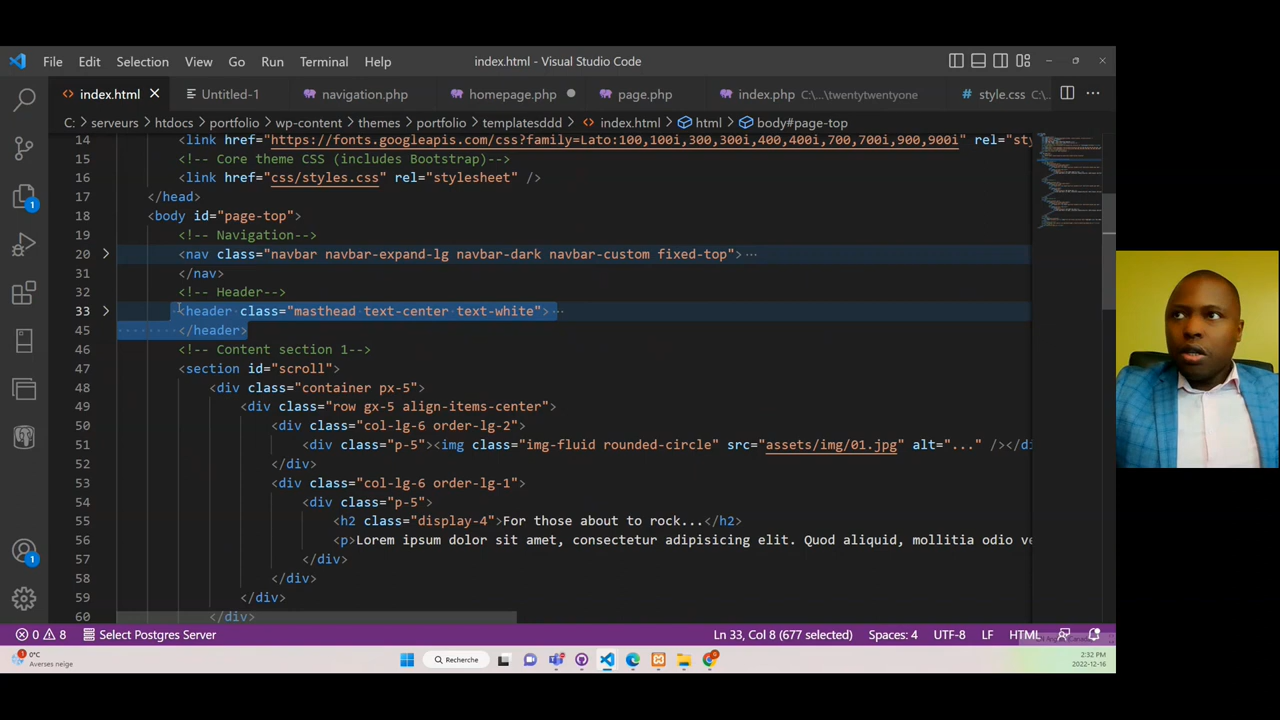 File Edit Selection View Go Run Terminal Help index.html - Visual Studio Code
index.html Untitled-1 navigation.php homepage.php page.php index.php C:\...\twentytwentyone style.css C:\...
C: > serveurs > htdocs > portfolio > wp-content > themes > portfolio > templatesddd > index.html > html > body#page-top
14 <link href="https://fonts.googleapis.com/css?family=Lato:100,100i,300,300i,400,400i,700,700i,900,900i" rel="sty
15 <!-- Core theme CSS (includes Bootstrap)-->
16 <link href="css/styles.css" rel="stylesheet" />
17 </head>
18 <body id="page-top">
19 <!-- Navigation-->
20 <nav class="navbar navbar-expand-lg navbar-dark navbar-custom fixed-top">···
31 </nav>
32 <!-- Header-->
33 <header class="masthead text-center text-white">···
45 </header>
46 <!-- Content section 1-->
47 <section id="scroll">
48 <div class="container px-5">
49 <div class="row gx-5 align-items-center">
50 <div class="col-lg-6 order-lg-2">
51 <div class="p-5"><img class="img-fluid rounded-circle" src="assets/img/01.jpg" alt="..." /></di
52 </div>
53 <div class="col-lg-6 order-lg-1">
54 <div class="p-5">
55 <h2 class="display-4">For those about to rock...</h2>
56 <p>Lorem ipsum dolor sit amet, consectetur adipisicing elit. Quod aliquid, mollitia odio ve
57 </div>
58 </div>
59 </div>
60 </div>
1
1
0 8 Select Postgres Server Ln 33, Col 8 (677 selected) Spaces: 4 UTF-8 LF HTML
0°C
Averses neige
Recherche
2:32 PM
2022-12-16